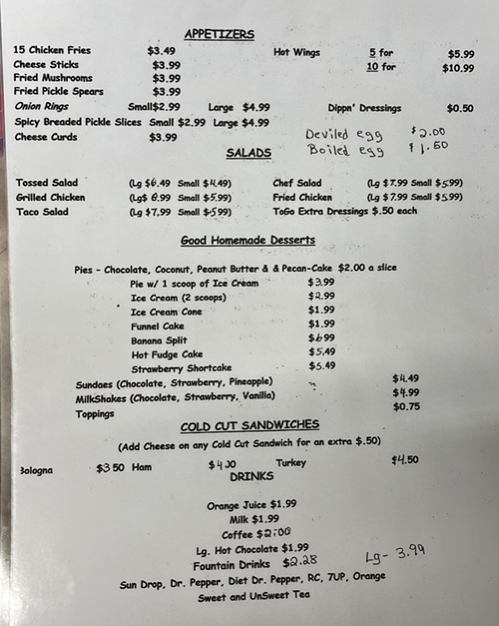 APPETIZERS
15 Chicken Fries $3.49 Hot Wings 5 for $5.99
Cheese Sticks $3.99 10 for $10.99
Fried Mushrooms $3.99
Fried Pickle Spears $3.99
Onion Rings Small$2.99 Large $4.99 Dippn' Dressings $0.50
Spicy Breaded Pickle Slices Small $2.99 Large $4.99
Cheese Curds $3.99 Deviled egg $2.00
Boiled egg $1.50
SALADS
Tossed Salad (Lg $6.49 Small $4.49) Chef Salad (Lg $7.99 Small $5.99)
Grilled Chicken (Lg$ 8.99 Small $5.99) Fried Chicken (Lg $7.99 Small $5.99)
Taco Salad (Lg $7.99 Small $5.99) ToGo Extra Dressings $.50 each
Good Homemade Desserts
Pies - Chocolate, Coconut, Peanut Butter & & Pecan-Cake $2.00 a slice
Pie w/ 1 scoop of Ice Cream $3.99
Ice Cream (2 scoops) $2.99
Ice Cream Cone $1.99
Funnel Cake $1.99
Banana Split $6.99
Hot Fudge Cake $5.49
Strawberry Shortcake $5.49
Sundaes (Chocolate, Strawberry, Pineapple) $4.49
MilkShakes (Chocolate, Strawberry, Vanilla) $4.99
Toppings $0.75
COLD CUT SANDWICHES
(Add Cheese on any Cold Cut Sandwich for an extra $.50)
Bologna $3 50 Ham Turkey $4.50
DRINKS
Orange Juice $1.99
Milk $1.99
Coffee $2.00
Lg. Hot Chocolate $1.99
Fountain Drinks $2.28 Lg- 3.99
Sun Drop, Dr. Pepper, Diet Dr. Pepper, RC, 7UP, Orange
Sweet and UnSweet Tea